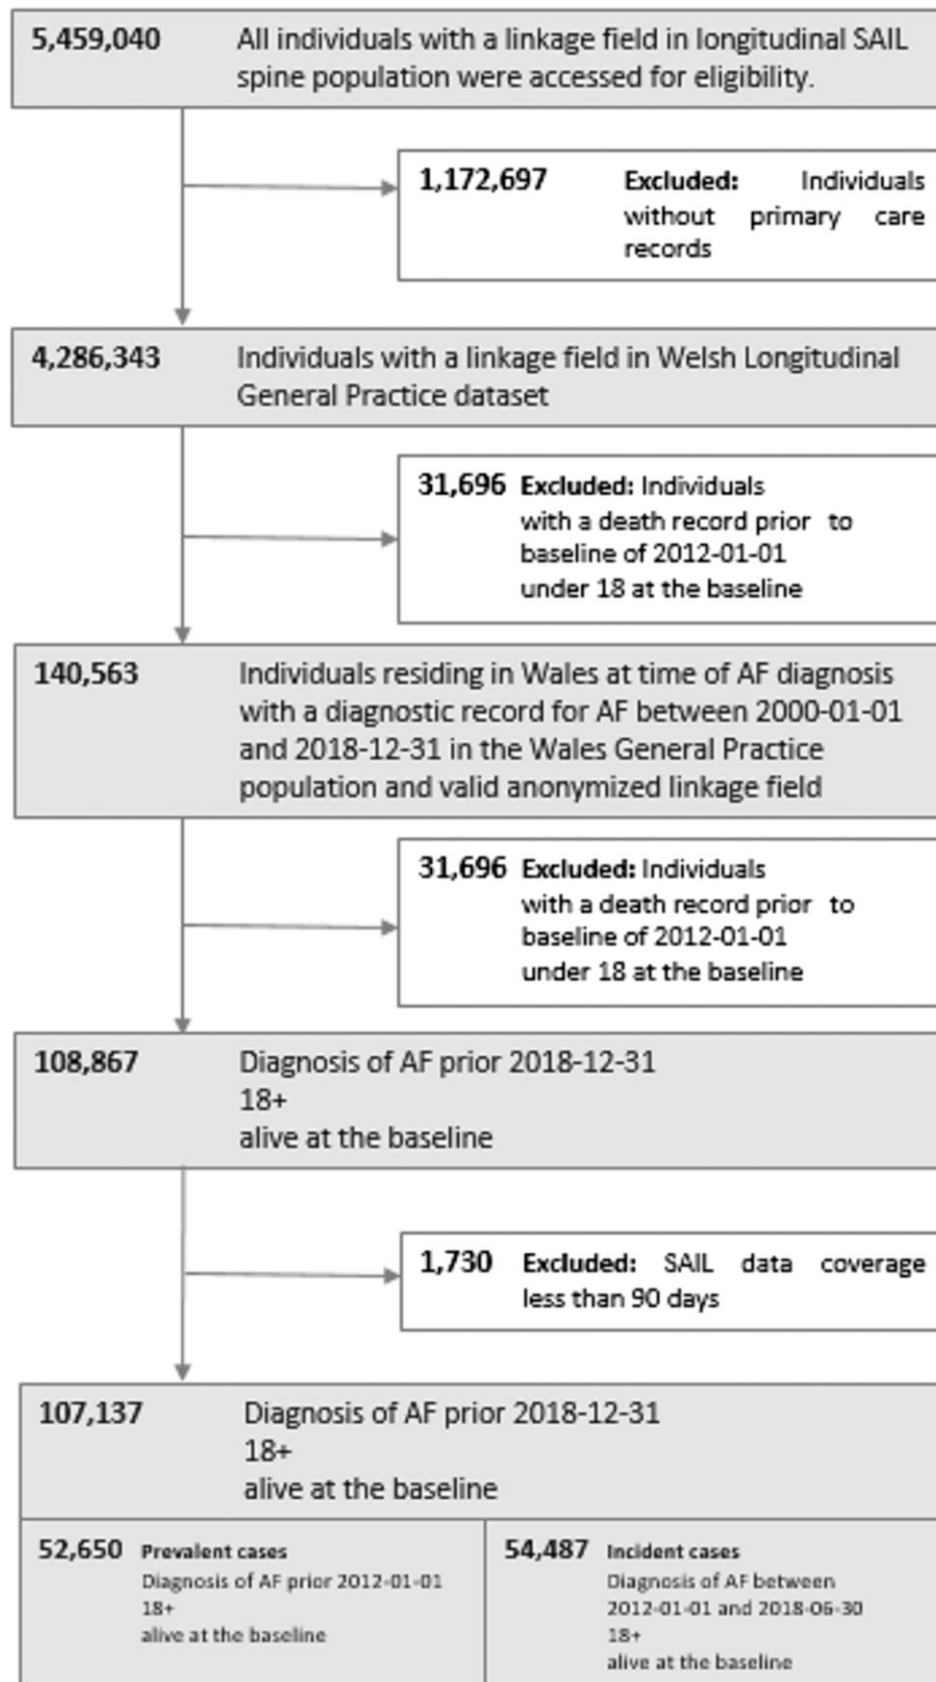 5,459,040 All individuals with a linkage field in longitudinal SAIL
spine population were accessed for eligibility.
1,172,697 Excluded: Individuals
without primary care
records
4,286,343 Individuals with a linkage field in Welsh Longitudinal
General Practice dataset
31,696 Excluded: Individuals
with a death record prior to
baseline of 2012-01-01
under 18 at the baseline
140,563 Individuals residing in Wales at time of AF diagnosis
with a diagnostic record for AF between 2000-01-01
and 2018-12-31 in the Wales General Practice
population and valid anonymized linkage field
31,696 Excluded: Individuals
with a death record prior to
baseline of 2012-01-01
under 18 at the baseline
108,867 Diagnosis of AF prior 2018-12-31
18+
alive at the baseline
1,730 Excluded: SAIL data coverage
less than 90 days
107,137 Diagnosis of AF prior 2018-12-31
18+
alive at the baseline
52,650 Prevalent cases
Diagnosis of AF prior 2012-01-01
18+
alive at the baseline
54,487 Incident cases
Diagnosis of AF between
2012-01-01 and 2018-06-30
18+
alive at the baseline